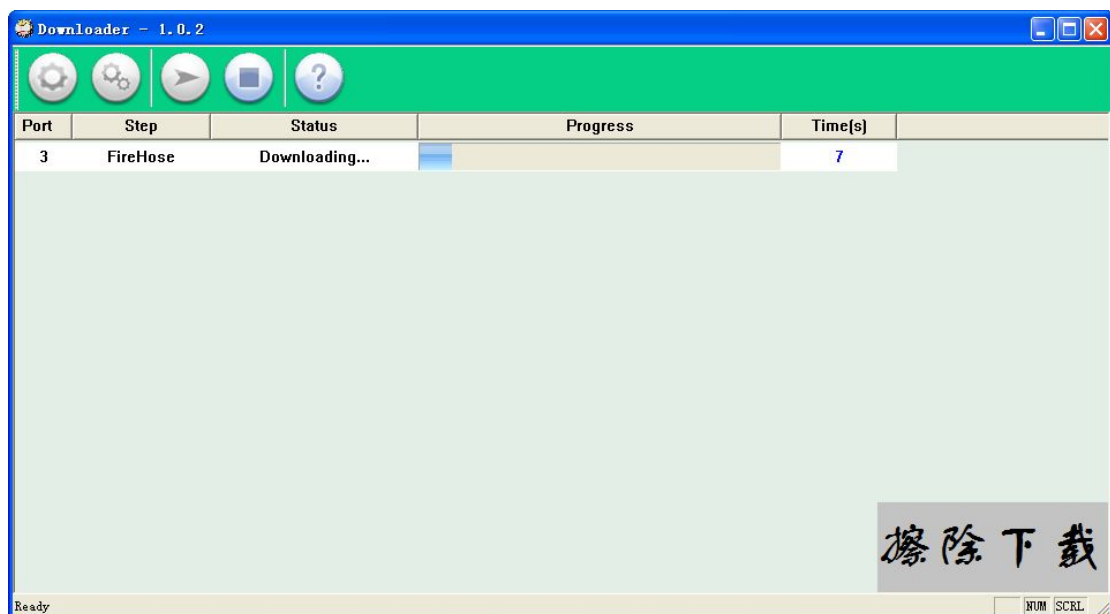 Downloader - 1.0.2
?
Port Step Status Progress Time(s)
3 FireHose Downloading... 7
擦除下载
Ready NUM SCRL